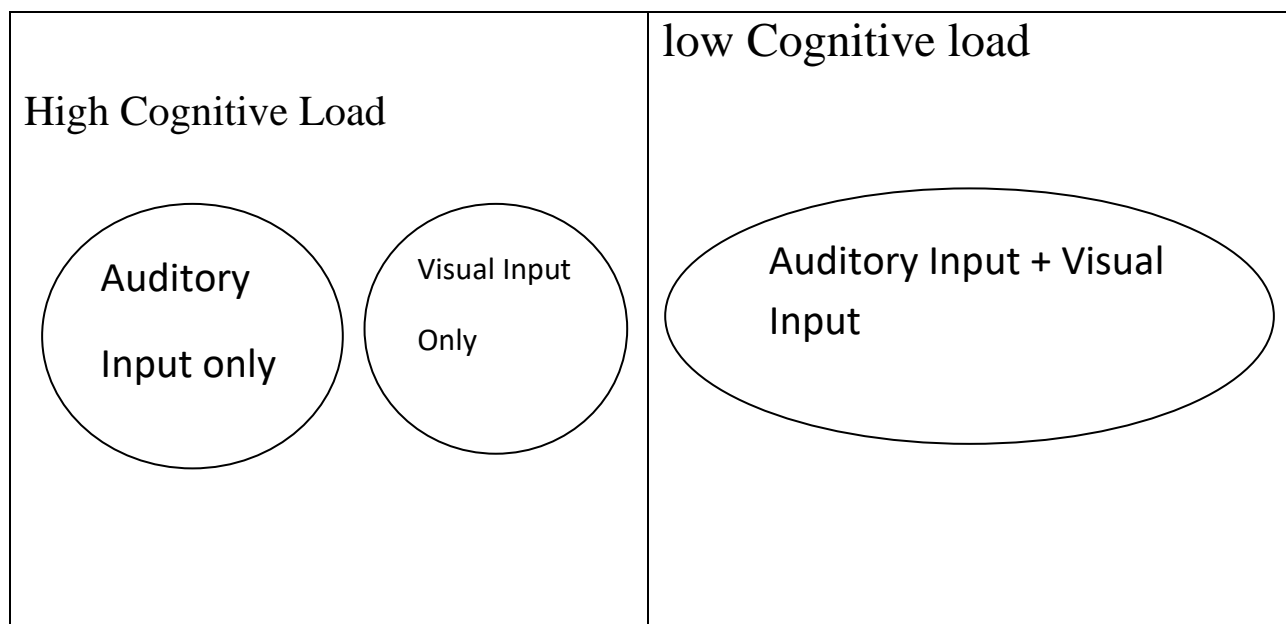 High Cognitive Load
Auditory
Input only
Visual Input
Only
low Cognitive load
Auditory Input + Visual
Input